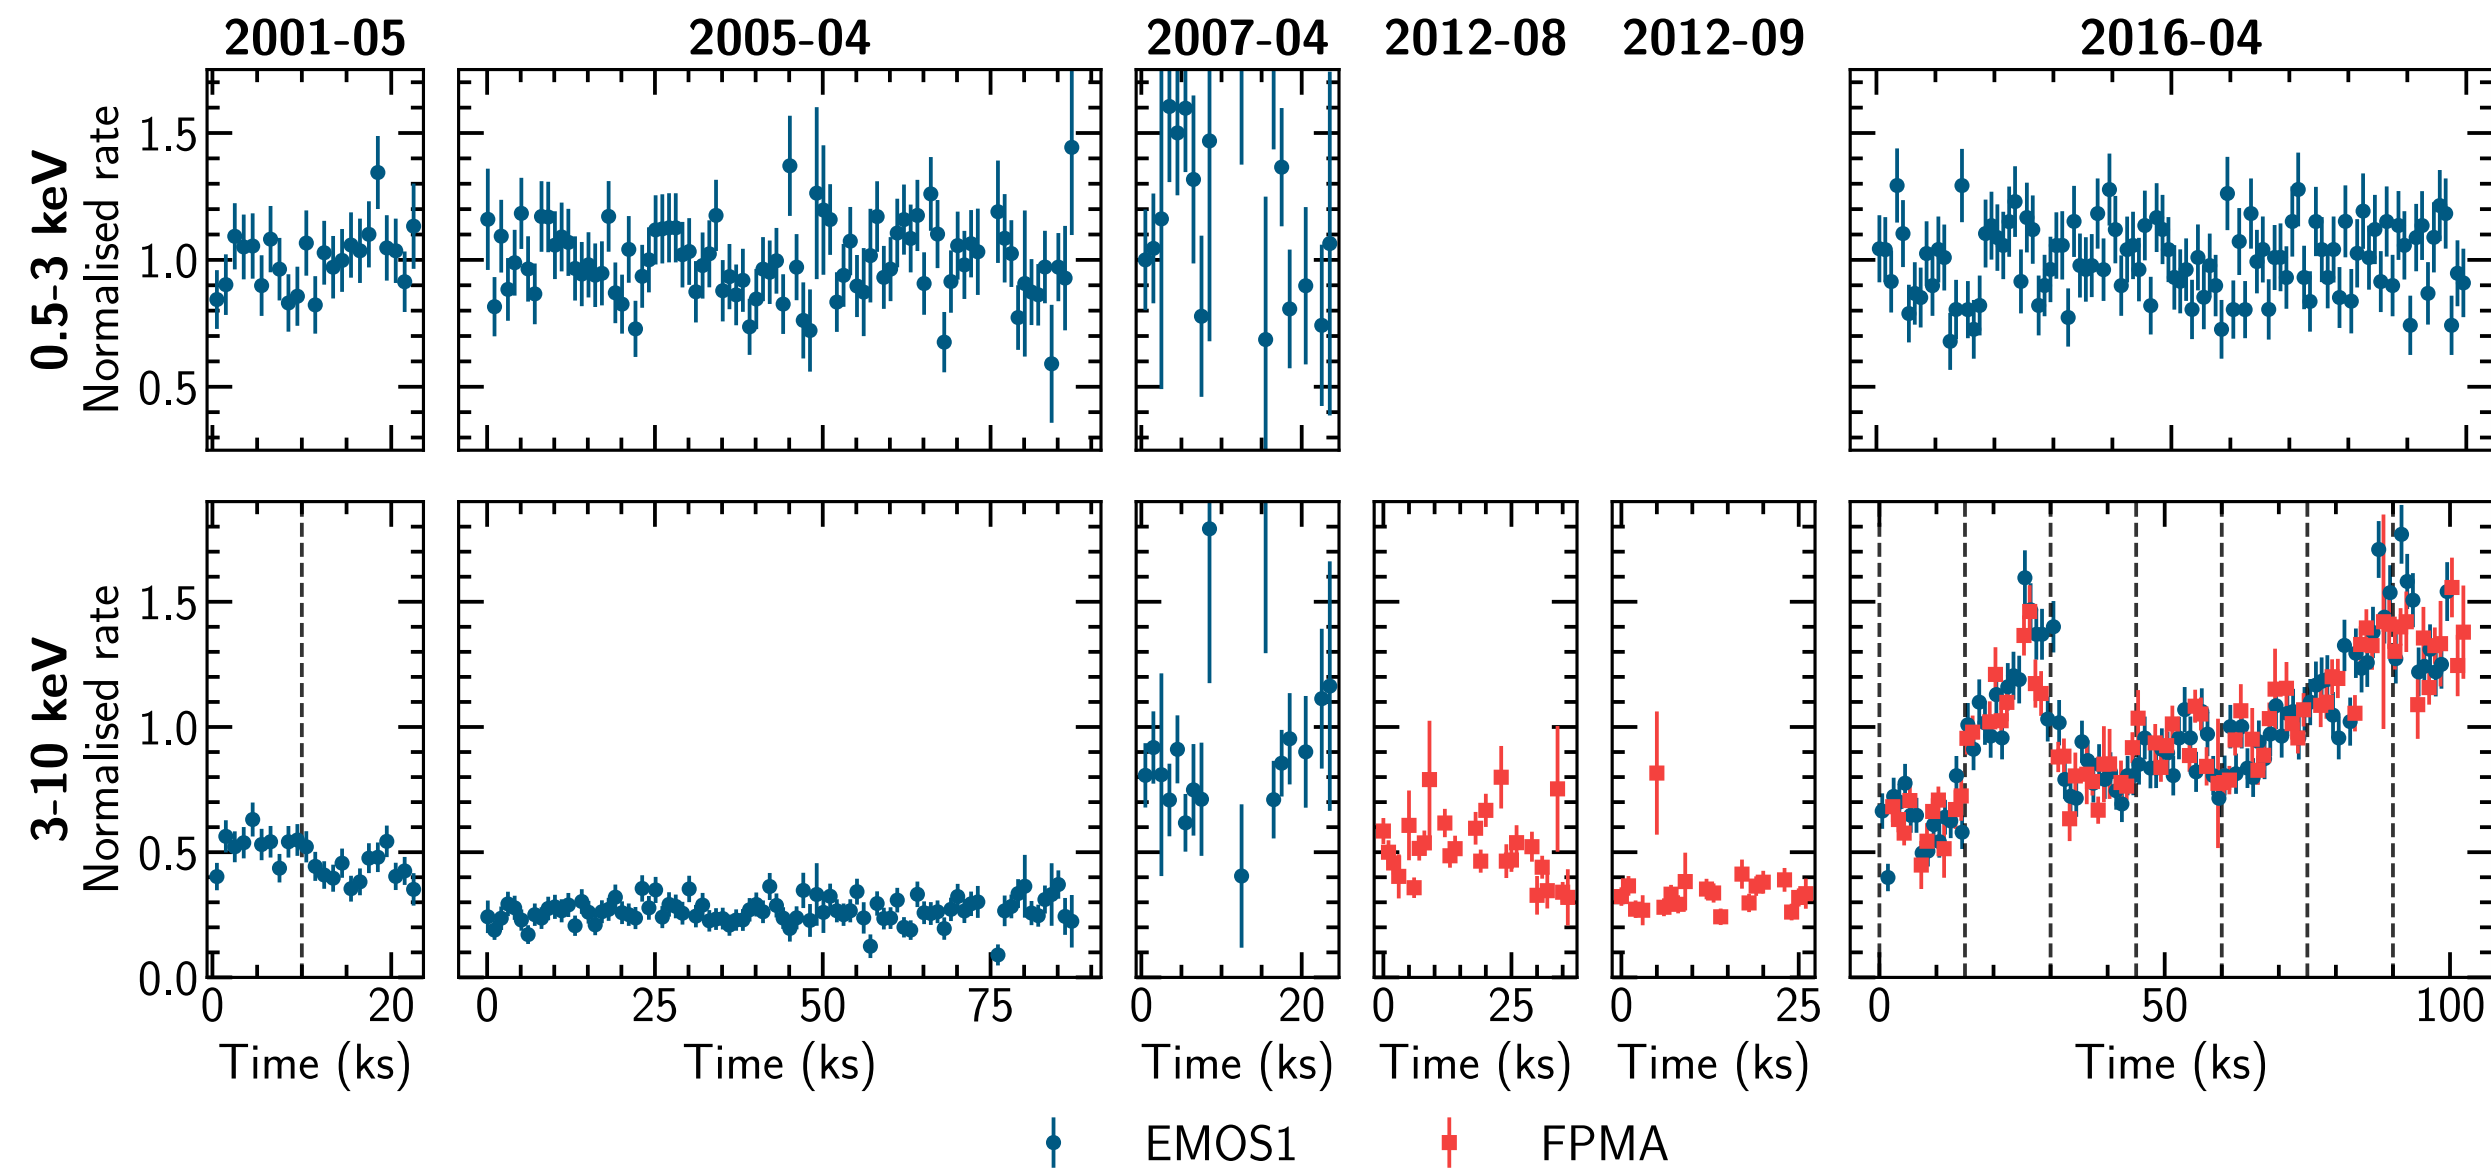 2001-05 2005-04 2007-04 2012-08 2012-09 2016-04
0.5-3 keV
Normalised rate
1.5
1.0
0.5
3-10 keV
Normalised rate
1.5
1.0
0.5
0.0
0 20 0 25 50 75 0 20 0 25 0 25 0 50 100
Time (ks) Time (ks) Time (ks) Time (ks) Time (ks) Time (ks)
EMOS1 FPMA